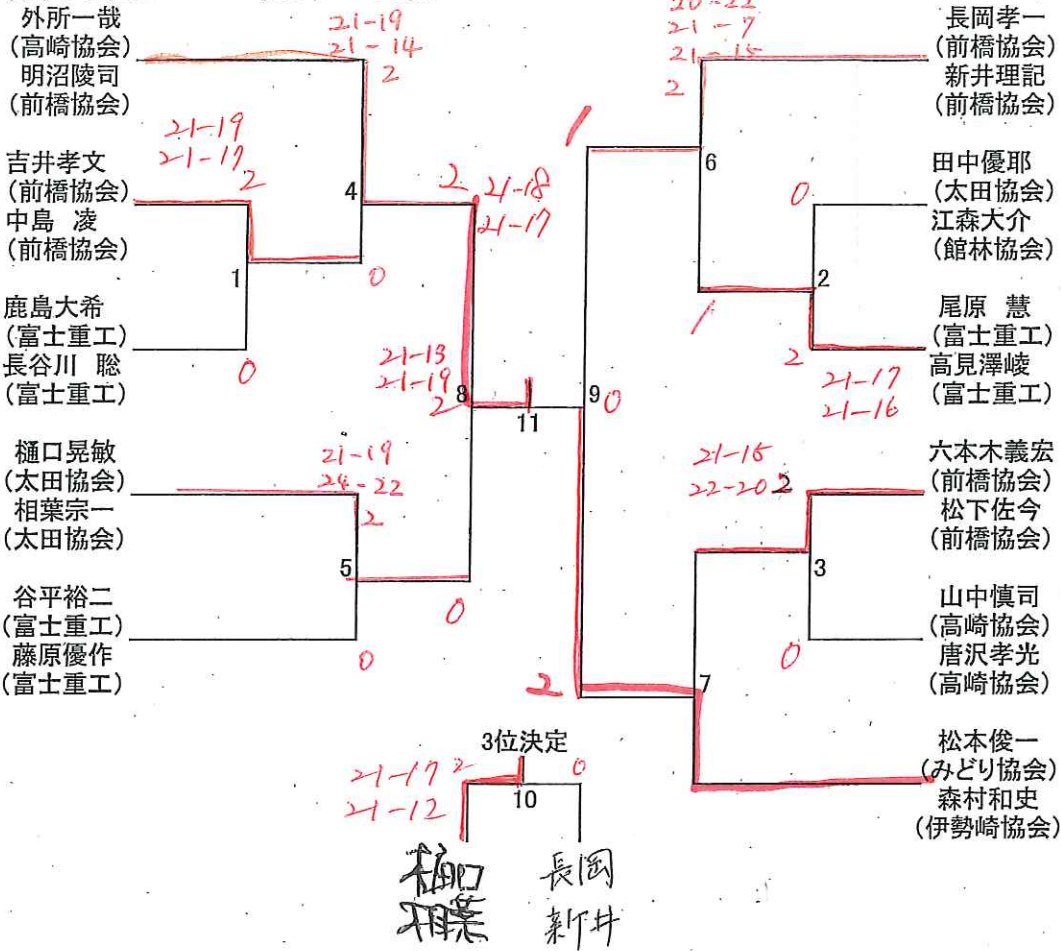 外所一哉
(高崎協会)
明沼陵司
(前橋協会)
吉井孝文
(前橋協会)
中島 凌
(前橋協会)
鹿島大希
(富士重工)
長谷川 聡
(富士重工)
樋口晃敏
(太田協会)
相葉宗一
(太田協会)
谷平裕二
(富士重工)
藤原優作
(富士重工)
21-19
21-14
2
21-19
21-17
2
4
1
0
0
2
21-18
21-17
21-13
21-19
2
8
11
21-19
24-22
2
5
0
0
20-22
21-7
21-15
2
1
6
1
0
2
2
21-17
21-16
9
0
21-15
22-20 2
3
0
2
7
長岡孝一
(前橋協会)
新井理記
(前橋協会)
田中優耶
(太田協会)
江森大介
(館林協会)
尾原 慧
(富士重工)
高見澤崚
(富士重工)
六本木義宏
(前橋協会)
松下佐今
(前橋協会)
山中慎司
(高崎協会)
唐沢孝光
(高崎協会)
松本俊一
(みどり協会)
森村和史
(伊勢崎協会)
3位決定
21-17 2
21-12
0
10
樋口 長岡
相葉 新井